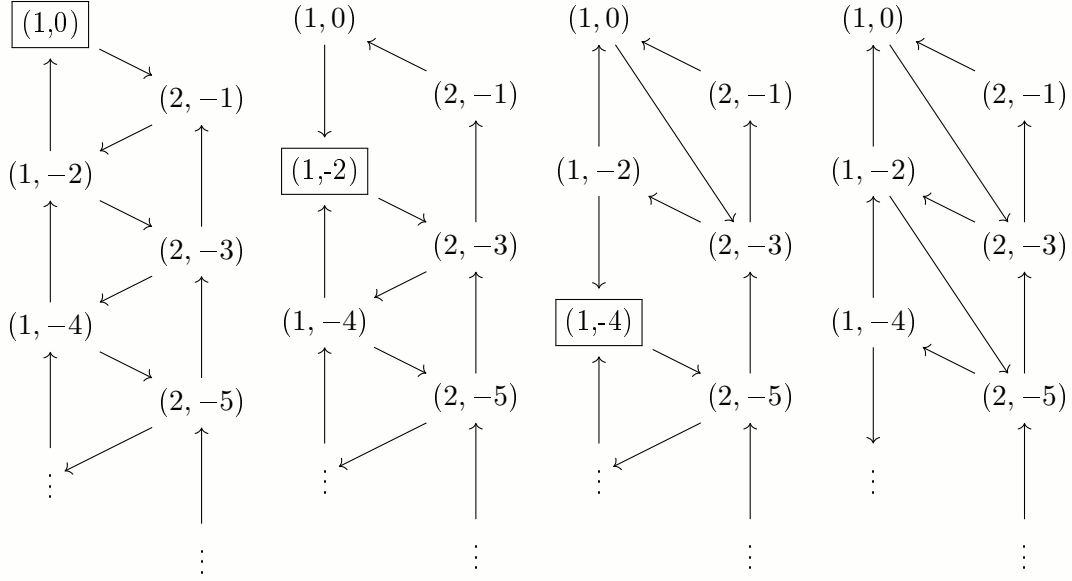 (1,0) (1, 0) (1, 0) (1, 0)
(2, −1) (2, −1) (2, −1) (2, −1)
(1, −2) (1,-2) (1, −2) (1, −2)
(2, −3) (2, −3) (2, −3) (2, −3)
(1, −4) (1, −4) (1,-4) (1, −4)
(2, −5) (2, −5) (2, −5) (2, −5)
⋮ ⋮ ⋮ ⋮
⋮ ⋮ ⋮ ⋮